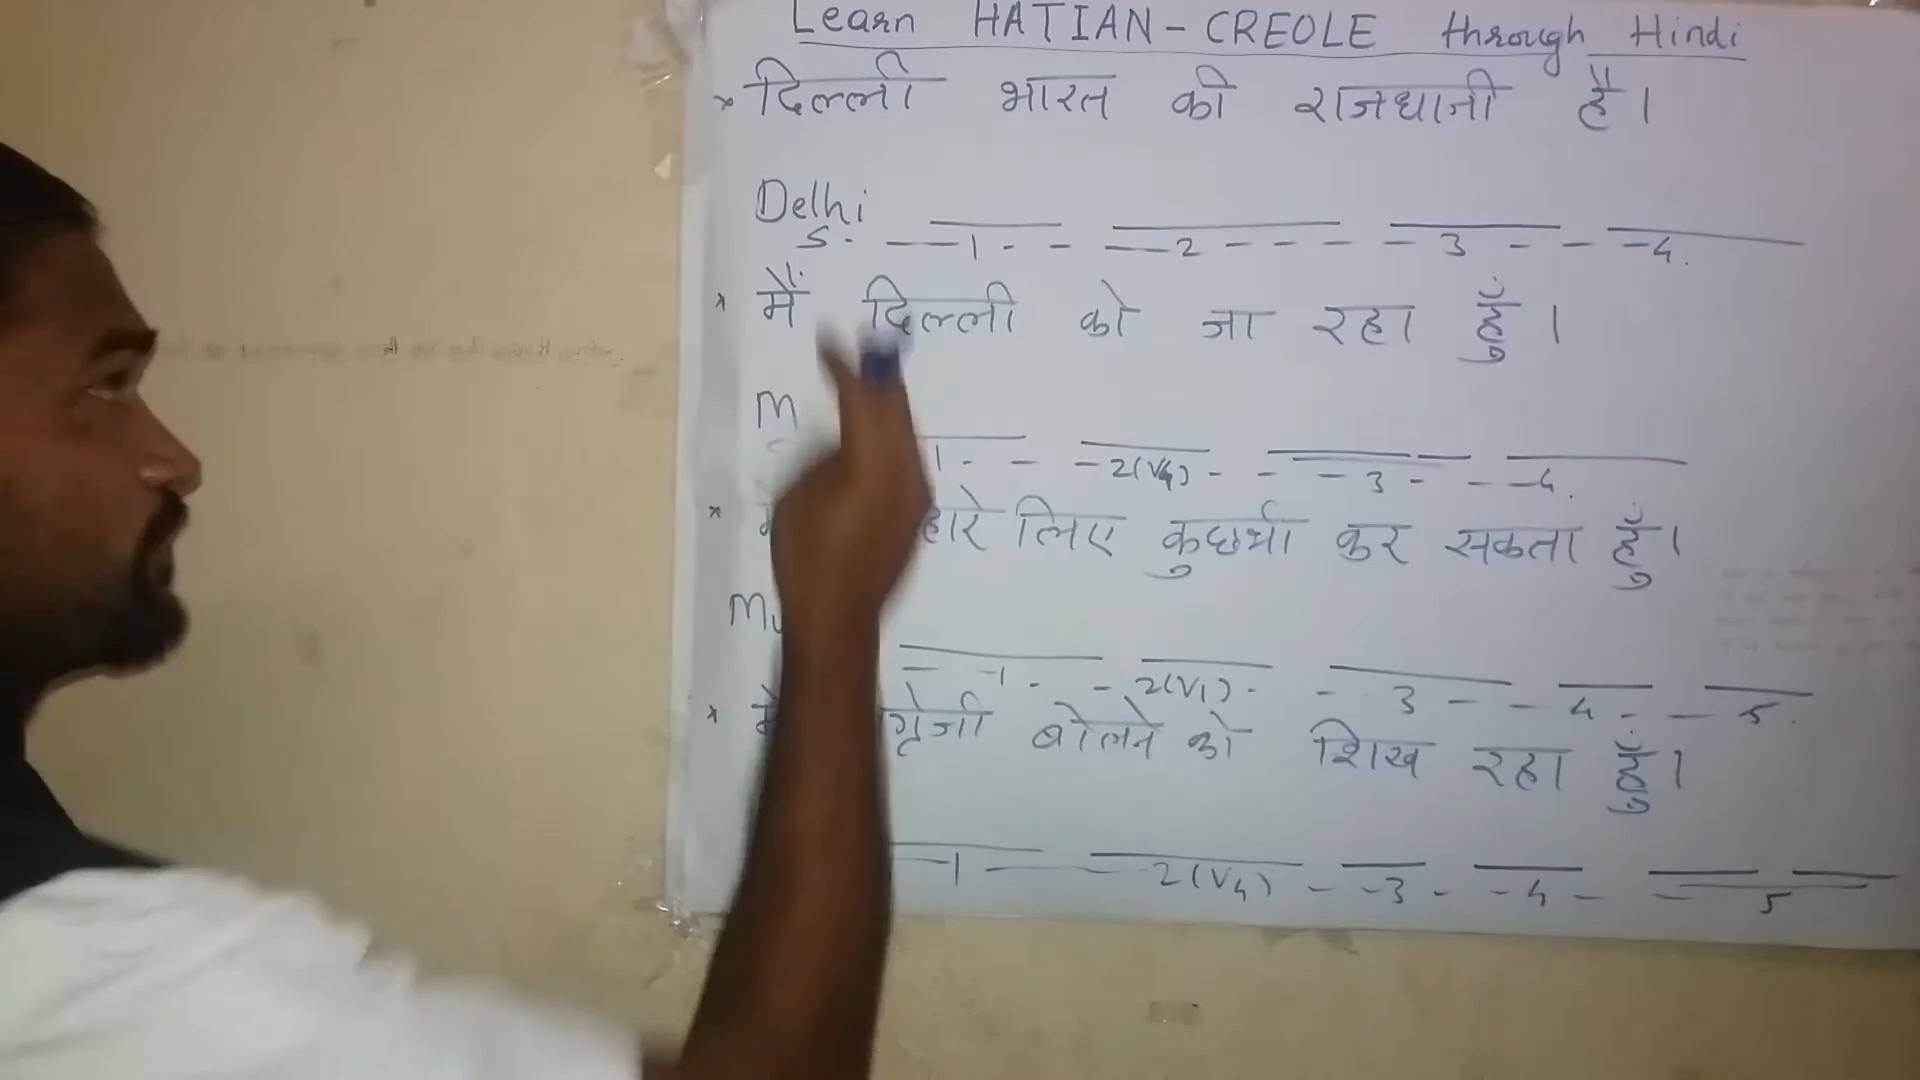 Learn HATIAN-CREOLE through Hindi
× दिल्ली भारत की राजधानी है।
Delhi
S. 1 2 3 4.
× मैं दिल्ली को जा रहा हूँ।
M
1 2(V4) 3 4.
× हारे लिए कुछभी कर सकता हूँ।
My
1 2(V1) 3 4 5.
× ग्रेजी बोलने को शिख रहा हूँ।
1 2(V4) 3 4 5